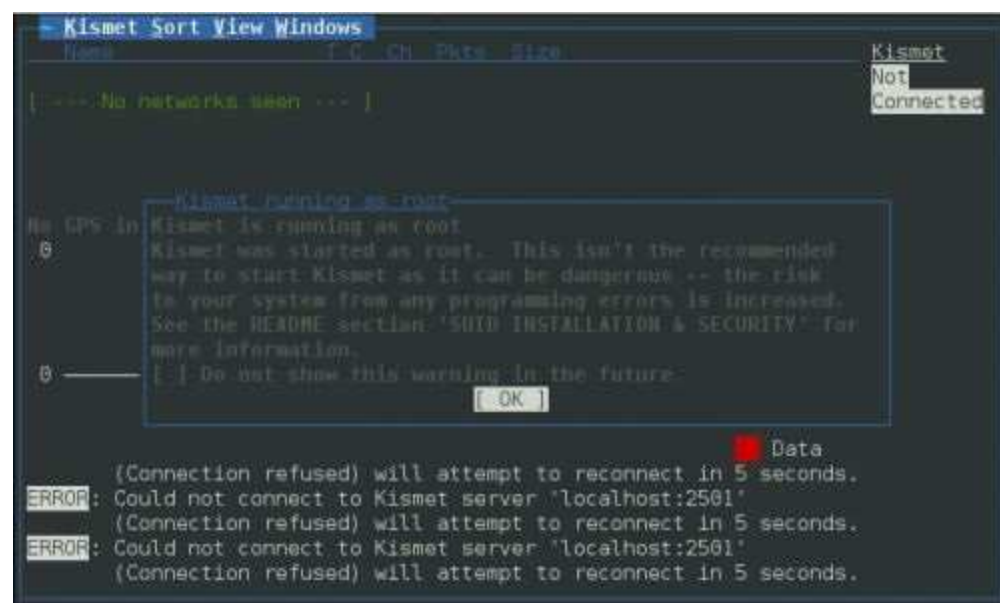 ~ Kismet Sort View Windows
Name T C Ch Pkts Size
Kismet
Not
Connected
[ --- No networks seen --- ]
Kismet running as root
No GPS in
Kismet is running as root
0
Kismet was started as root. This isn't the recommended
way to start Kismet as it can be dangerous -- the risk
to your system from any programming errors is increased.
See the README section 'SUID INSTALLATION & SECURITY' for
more information.
0
[ ] Do not show this warning in the future.
[ OK ]
Data
(Connection refused) will attempt to reconnect in 5 seconds.
ERROR: Could not connect to Kismet server 'localhost:2501'
(Connection refused) will attempt to reconnect in 5 seconds.
ERROR: Could not connect to Kismet server 'localhost:2501'
(Connection refused) will attempt to reconnect in 5 seconds.